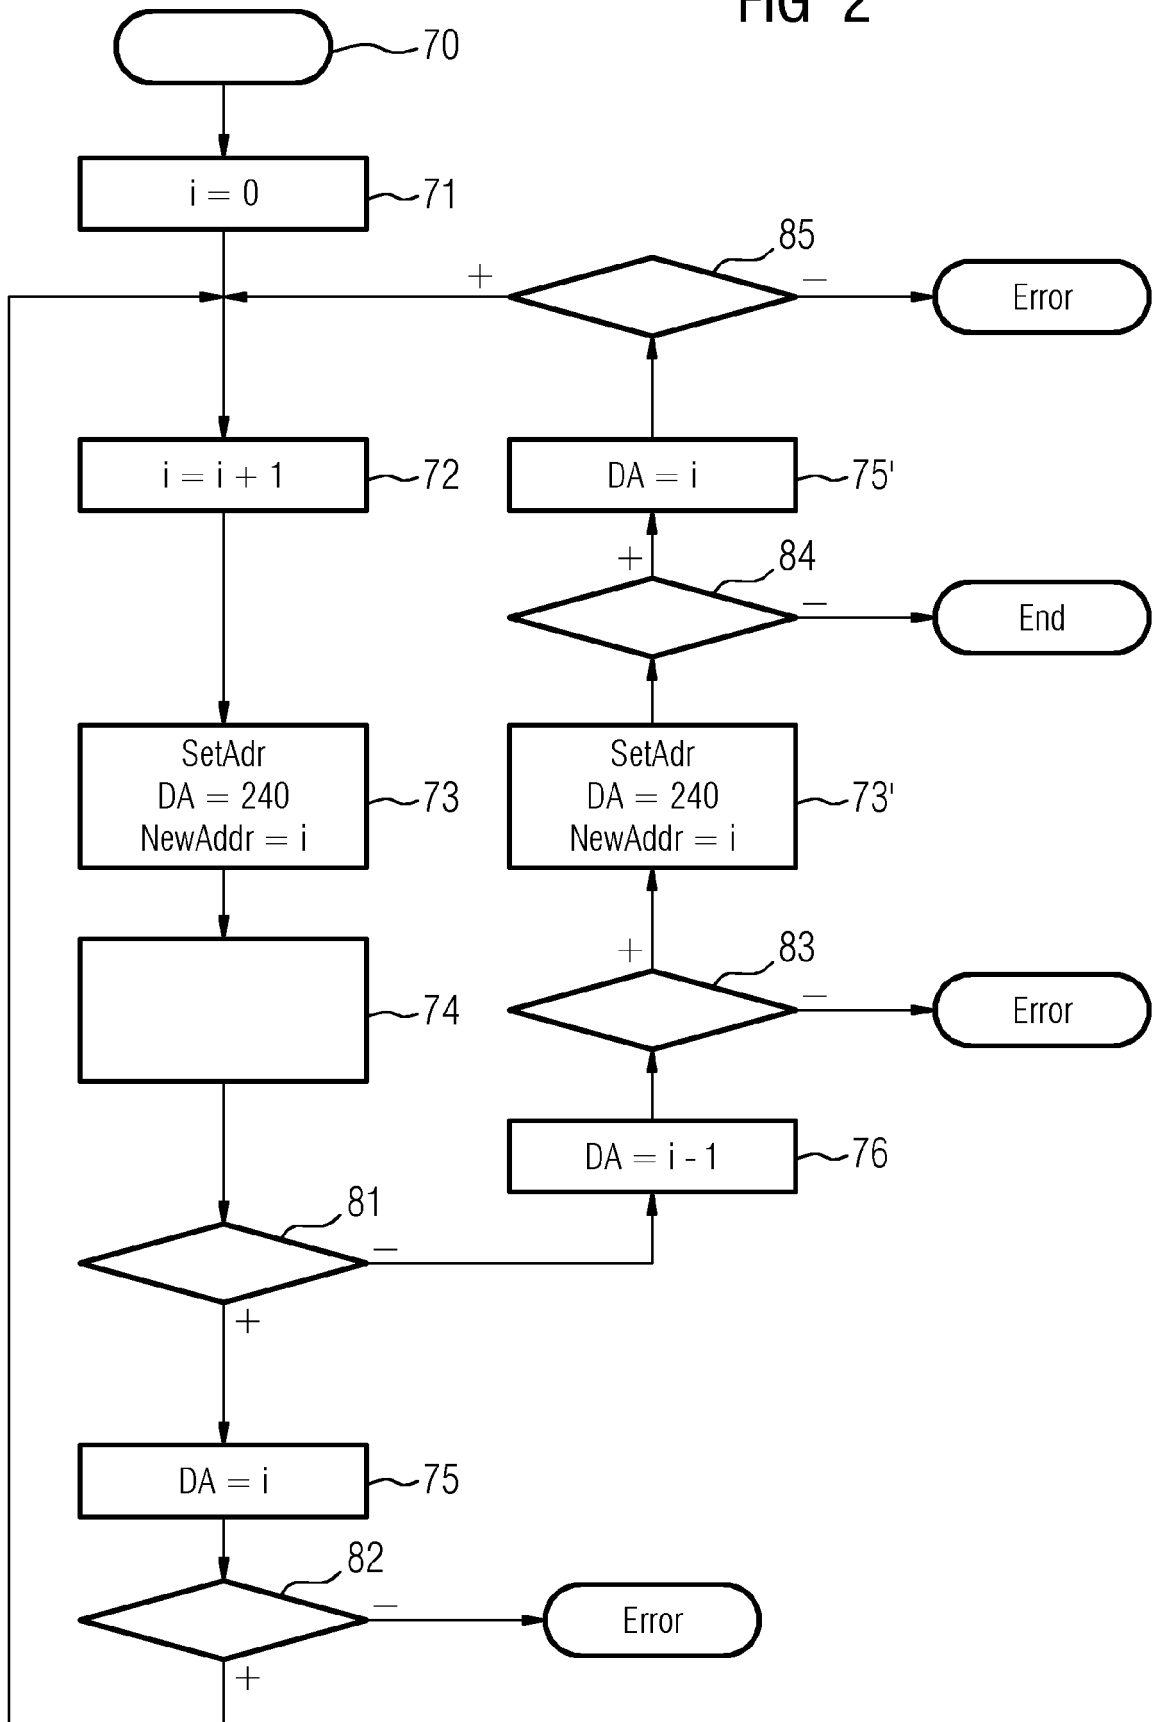 FIG 2
70
i = 0
71
85
+
−
Error
i = i + 1
72
DA = i
75'
+
84
−
End
SetAdr
DA = 240
NewAddr = i
73
SetAdr
DA = 240
NewAddr = i
73'
74
+
83
−
Error
DA = i - 1
76
81
−
+
DA = i
75
82
−
Error
+